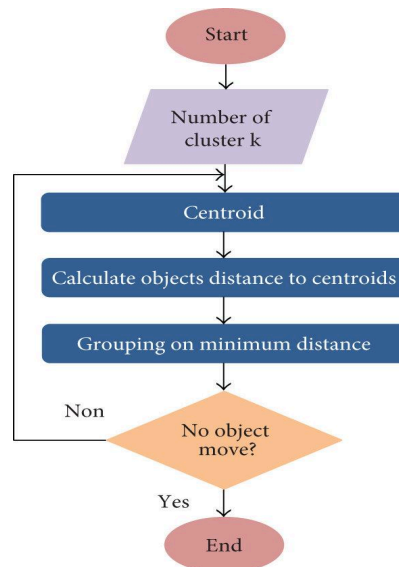 Start
Number of
cluster k
Centroid
Calculate objects distance to centroids
Grouping on minimum distance
Non
No object
move?
Yes
End